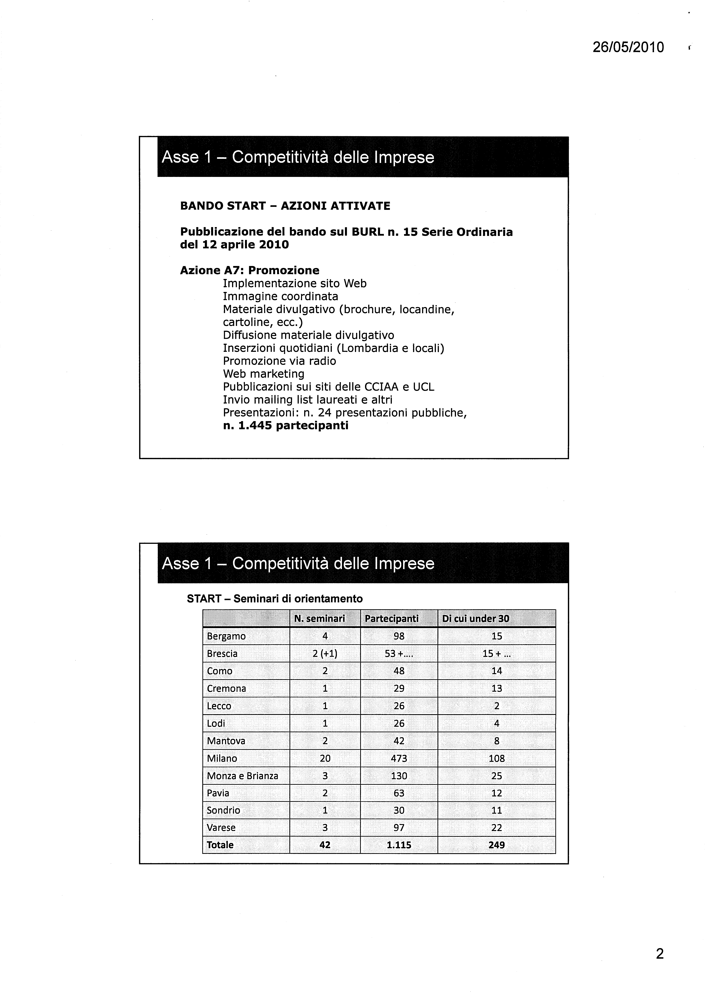 26/05/2010
Asse 1 – Competitività delle Imprese
BANDO START – AZIONI ATTIVATE
Pubblicazione del bando sul BURL n. 15 Serie Ordinaria
del 12 aprile 2010
Azione A7: Promozione
Implementazione sito Web
Immagine coordinata
Materiale divulgativo (brochure, locandine,
cartoline, ecc.)
Diffusione materiale divulgativo
Inserzioni quotidiani (Lombardia e locali)
Promozione via radio
Web marketing
Pubblicazioni sui siti delle CCIAA e UCL
Invio mailing list laureati e altri
Presentazioni: n. 24 presentazioni pubbliche,
n. 1.445 partecipanti
Asse 1 – Competitività delle Imprese
START – Seminari di orientamento
N. seminari Partecipanti Di cui under 30
Bergamo 4 98 15
Brescia 2 (+1) 53 +.... 15 + ...
Como 2 48 14
Cremona 1 29 13
Lecco 1 26 2
Lodi 1 26 4
Mantova 2 42 8
Milano 20 473 108
Monza e Brianza 3 130 25
Pavia 2 63 12
Sondrio 1 30 11
Varese 3 97 22
Totale 42 1.115 249
2